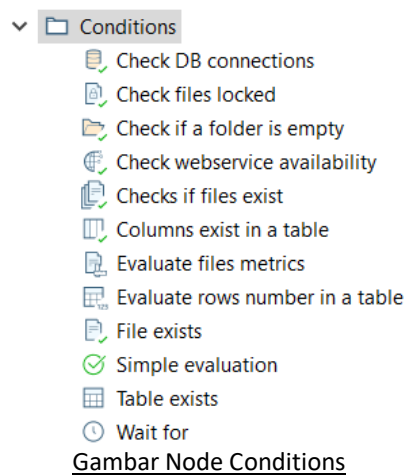 Conditions
Check DB connections
Check files locked
Check if a folder is empty
Check webservice availability
Checks if files exist
Columns exist in a table
Evaluate files metrics
Evaluate rows number in a table
File exists
Simple evaluation
Table exists
Wait for
Gambar Node Conditions